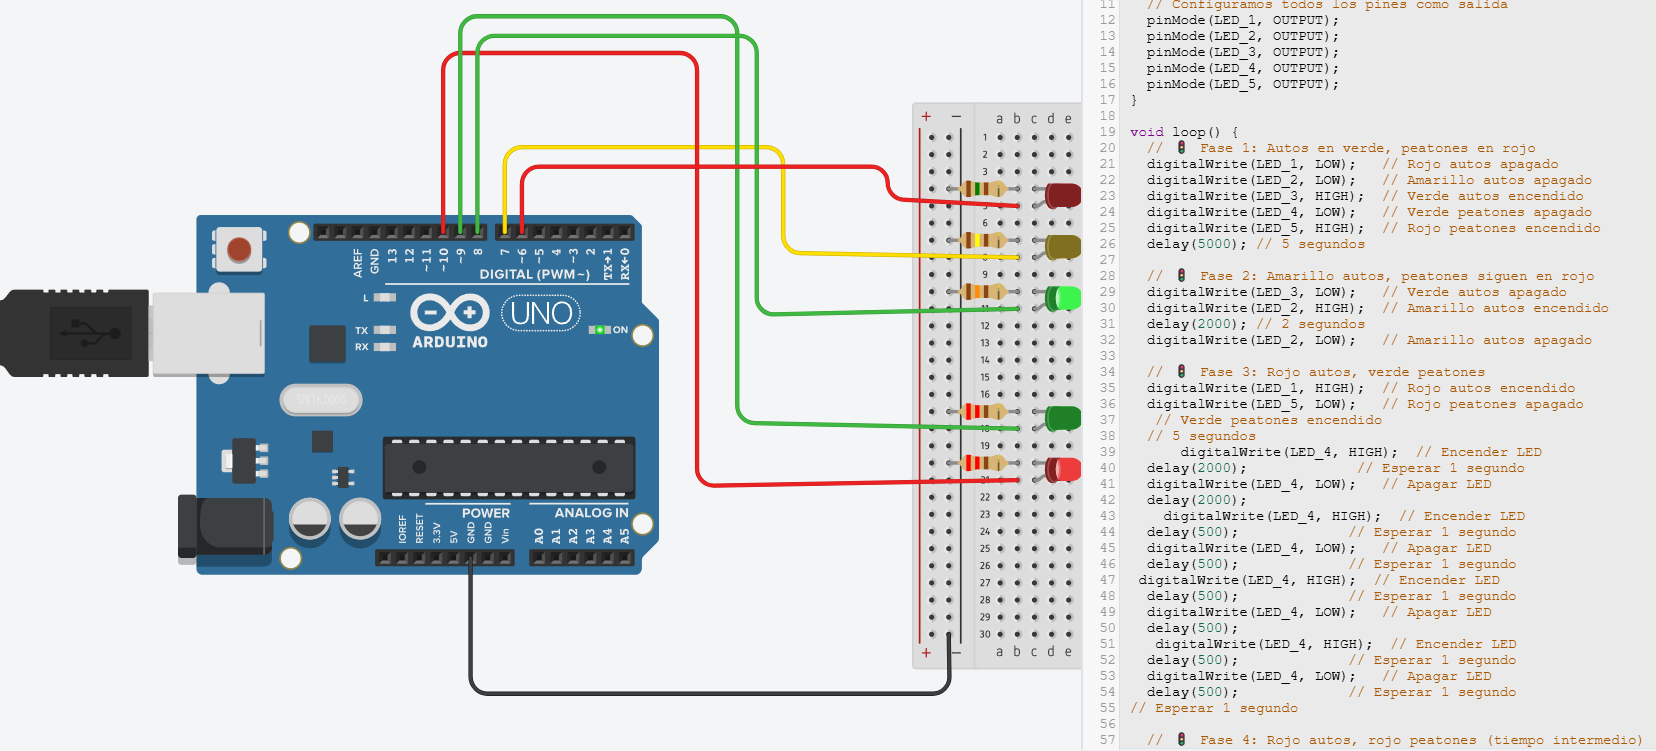 + − a b c d e
1
2
3
5
6
8
9
11
12
13
14
15
16
18
19
21
22
23
24
25
26
27
28
29
30
+ − a b c d e
AREF
GND
13
12
~11
~10
~9
8
7
~6
~5
4
~3
2
TX→1
RX←0
DIGITAL (PWM~)
L
TX
RX
UNO
ON
ARDUINO
SPK16.000G
POWER
ANALOG IN
IOREF
RESET
3.3V
5V
GND
GND
Vin
A0
A1
A2
A3
A4
A5
11 // Configuramos todos los pines como salida
12 pinMode(LED_1, OUTPUT);
13 pinMode(LED_2, OUTPUT);
14 pinMode(LED_3, OUTPUT);
15 pinMode(LED_4, OUTPUT);
16 pinMode(LED_5, OUTPUT);
17 }
18
19 void loop() {
20 // 🚦 Fase 1: Autos en verde, peatones en rojo
21 digitalWrite(LED_1, LOW); // Rojo autos apagado
22 digitalWrite(LED_2, LOW); // Amarillo autos apagado
23 digitalWrite(LED_3, HIGH); // Verde autos encendido
24 digitalWrite(LED_4, LOW); // Verde peatones apagado
25 digitalWrite(LED_5, HIGH); // Rojo peatones encendido
26 delay(5000); // 5 segundos
27
28 // 🚦 Fase 2: Amarillo autos, peatones siguen en rojo
29 digitalWrite(LED_3, LOW); // Verde autos apagado
30 digitalWrite(LED_2, HIGH); // Amarillo autos encendido
31 delay(2000); // 2 segundos
32 digitalWrite(LED_2, LOW); // Amarillo autos apagado
33
34 // 🚦 Fase 3: Rojo autos, verde peatones
35 digitalWrite(LED_1, HIGH); // Rojo autos encendido
36 digitalWrite(LED_5, LOW); // Rojo peatones apagado
37 // Verde peatones encendido
38 // 5 segundos
39 digitalWrite(LED_4, HIGH); // Encender LED
40 delay(2000); // Esperar 1 segundo
41 digitalWrite(LED_4, LOW); // Apagar LED
42 delay(2000);
43 digitalWrite(LED_4, HIGH); // Encender LED
44 delay(500); // Esperar 1 segundo
45 digitalWrite(LED_4, LOW); // Apagar LED
46 delay(500); // Esperar 1 segundo
47 digitalWrite(LED_4, HIGH); // Encender LED
48 delay(500); // Esperar 1 segundo
49 digitalWrite(LED_4, LOW); // Apagar LED
50 delay(500);
51 digitalWrite(LED_4, HIGH); // Encender LED
52 delay(500); // Esperar 1 segundo
53 digitalWrite(LED_4, LOW); // Apagar LED
54 delay(500); // Esperar 1 segundo
55 // Esperar 1 segundo
56
57 // 🚦 Fase 4: Rojo autos, rojo peatones (tiempo intermedio)